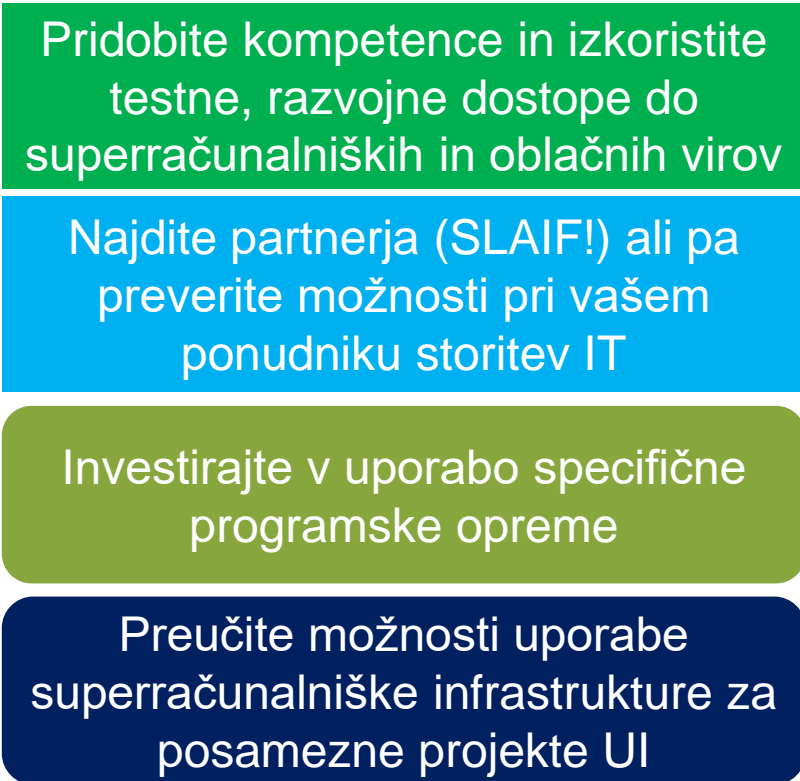 Pridobite kompetence in izkoristite
testne, razvojne dostope do
superračunalniških in oblačnih virov
Najdite partnerja (SLAIF!) ali pa
preverite možnosti pri vašem
ponudniku storitev IT
Investirajte v uporabo specifične
programske opreme
Preučite možnosti uporabe
superračunalniške infrastrukture za
posamezne projekte UI